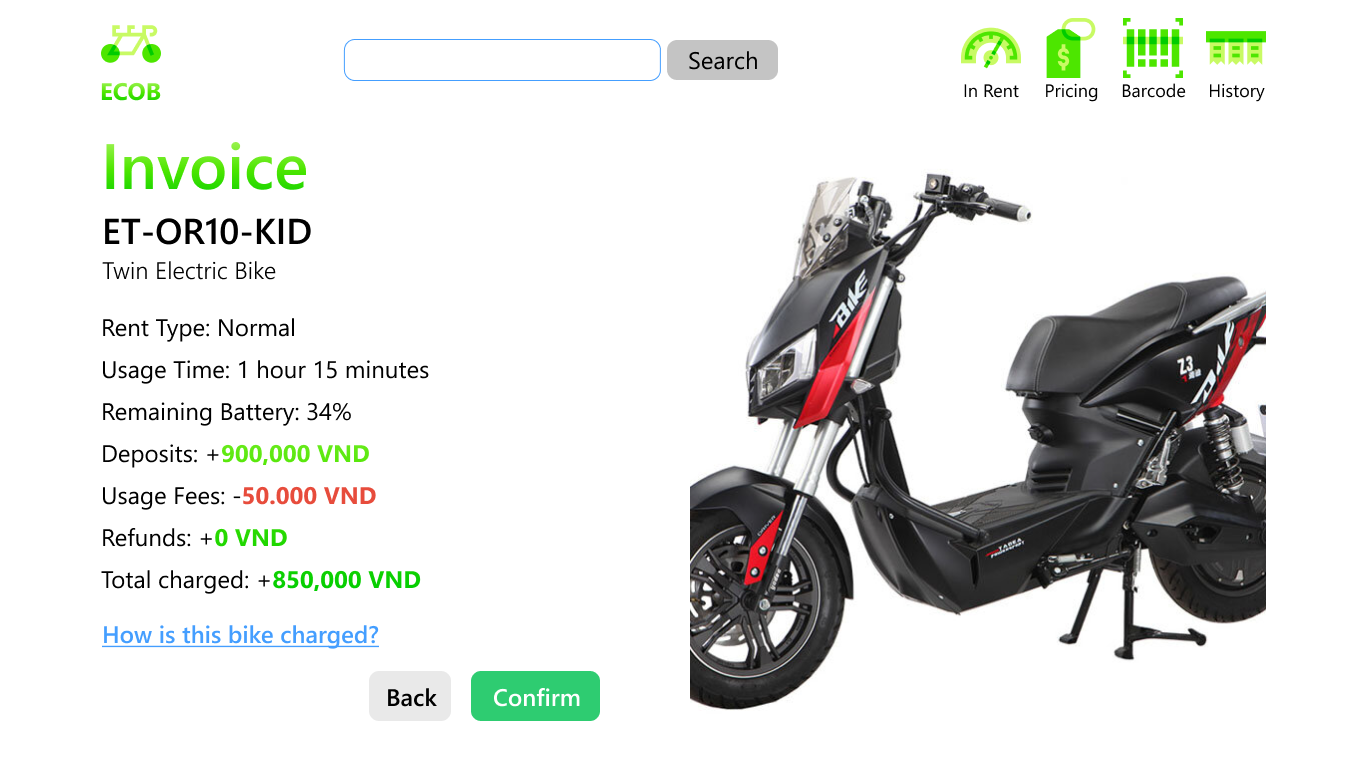 ECOB
Search
In Rent
Pricing
Barcode
History
$
Invoice
ET-OR10-KID
Twin Electric Bike
Rent Type: Normal
Usage Time: 1 hour 15 minutes
Remaining Battery: 34%
Deposits: +900,000 VND
Usage Fees: -50.000 VND
Refunds: +0 VND
Total charged: +850,000 VND
How is this bike charged?
Back
Confirm
BIKE
Z3
DRIVER